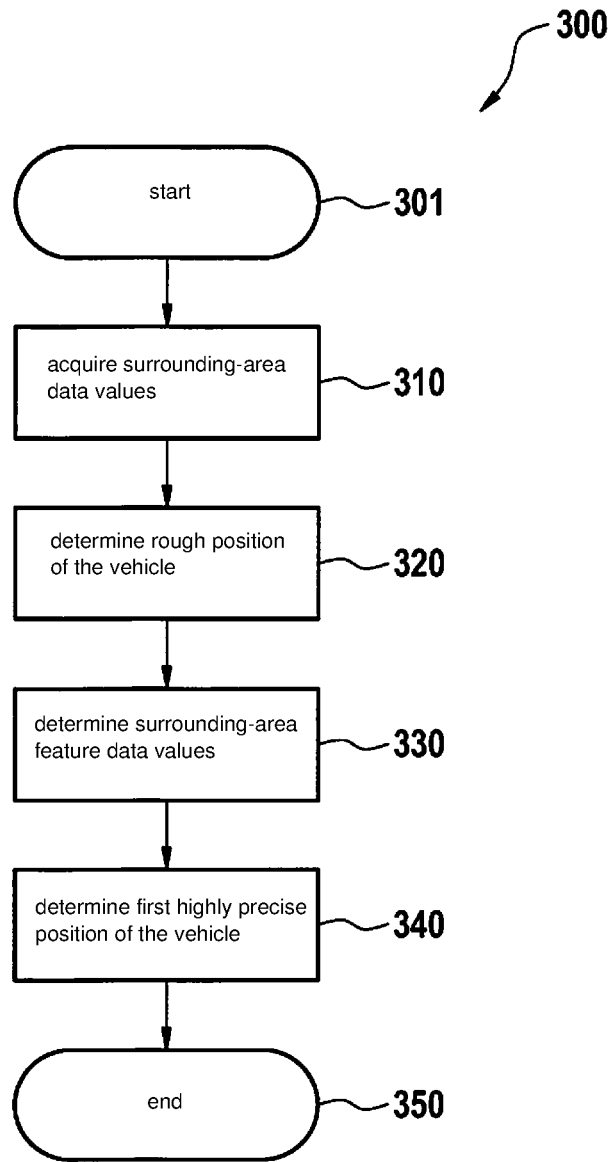 300
start
301
acquire surrounding-area
data values
310
determine rough position
of the vehicle
320
determine surrounding-area
feature data values
330
determine first highly precise
position of the vehicle
340
end
350